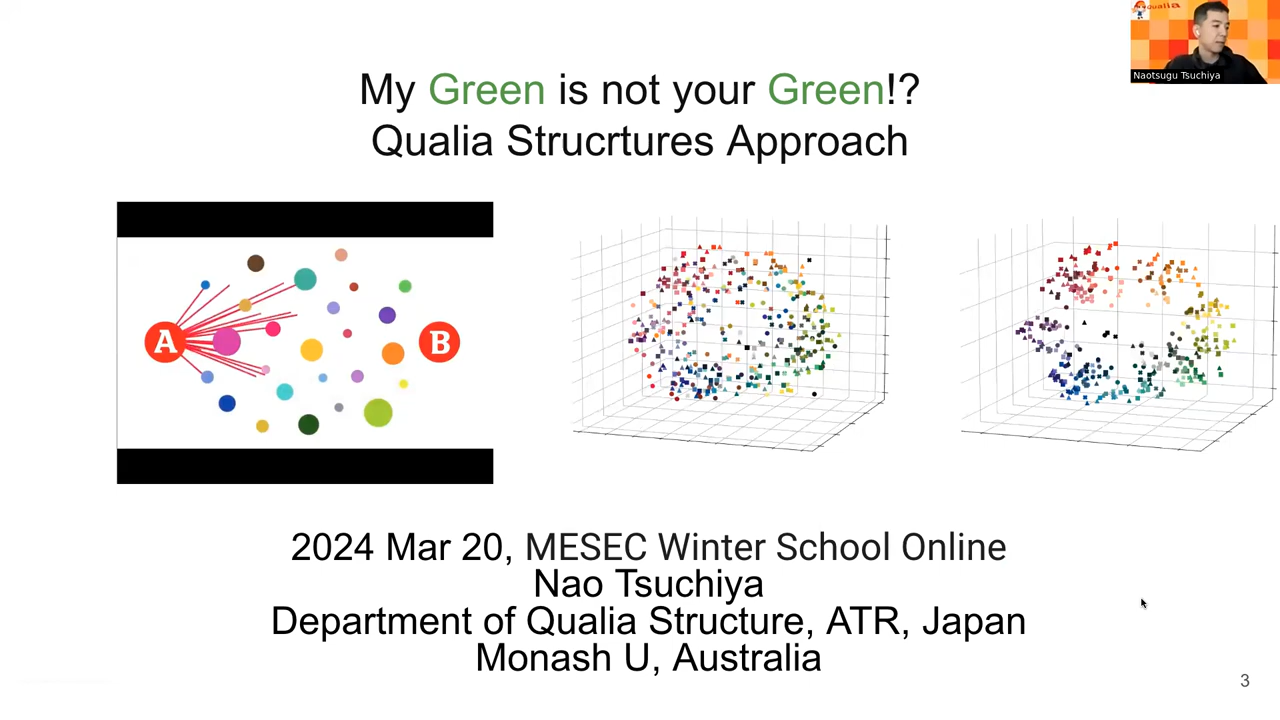 My Green is not your Green!?
Qualia Strucrtures Approach
qualia
Naotsugu Tsuchiya
A
B
2024 Mar 20, MESEC Winter School Online
Nao Tsuchiya
Department of Qualia Structure, ATR, Japan
Monash U, Australia
3